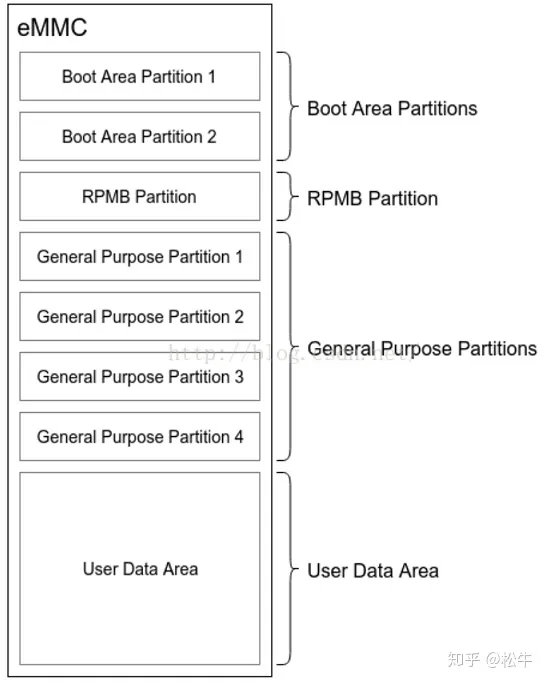 eMMC
Boot Area Partition 1
Boot Area Partition 2
Boot Area Partitions
RPMB Partition
RPMB Partition
General Purpose Partition 1
General Purpose Partition 2
General Purpose Partition 3
General Purpose Partition 4
General Purpose Partitions
http://blog.csdn.net/
User Data Area
User Data Area
知乎 @松牛